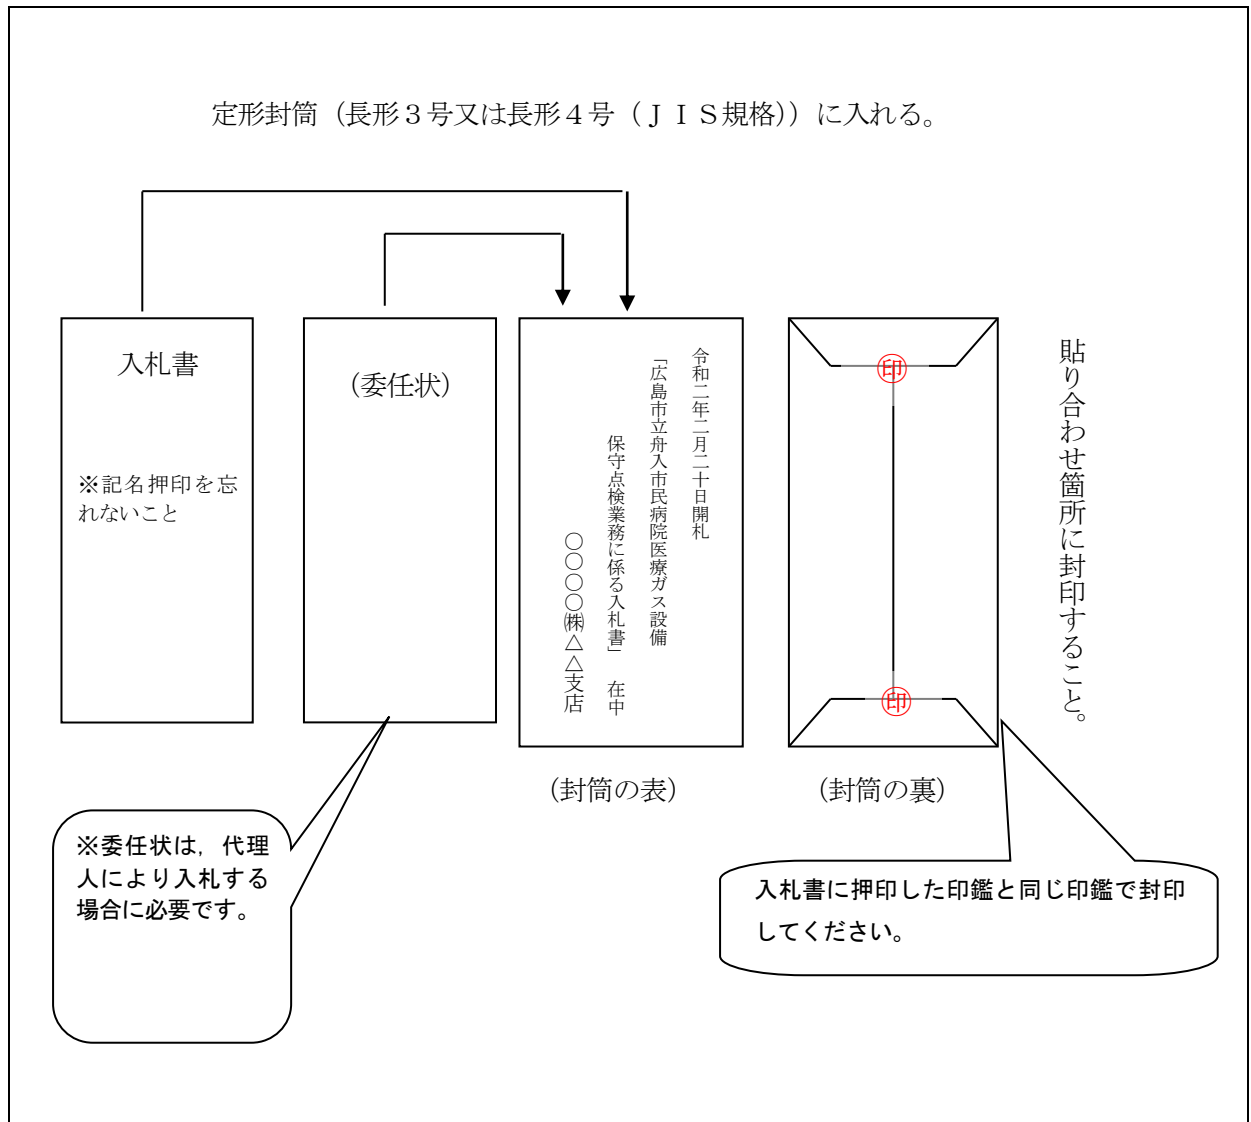 定形封筒（長形３号又は長形４号（ＪＩＳ規格））に入れる。
入札書
※記名押印を忘
れないこと
（委任状）
令和二年二月二十日開札
「広島市立舟入市民病院医療ガス設備
保守点検業務に係る入札書」　在中
〇〇〇〇㈱△△支店
（封筒の表）
印
印
（封筒の裏）
貼り合わせ箇所に封印すること。
※委任状は，代理
人により入札する
場合に必要です。
入札書に押印した印鑑と同じ印鑑で封印
してください。